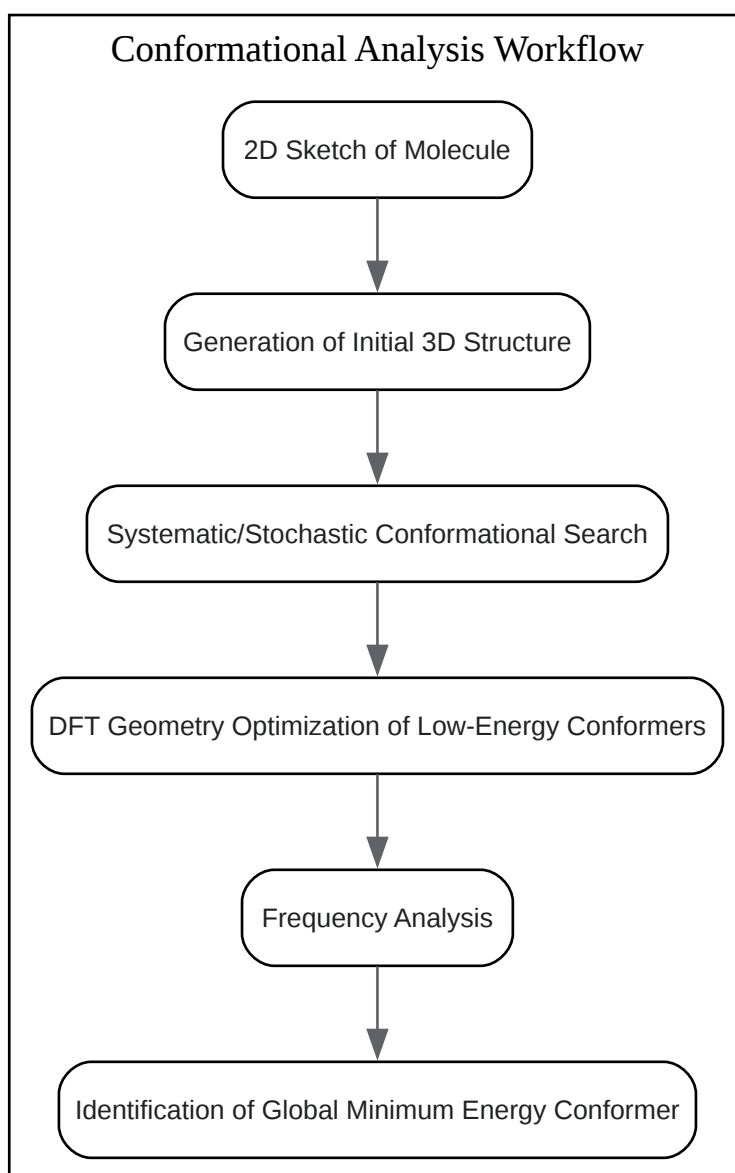 Conformational Analysis Workflow
2D Sketch of Molecule
Generation of Initial 3D Structure
Systematic/Stochastic Conformational Search
DFT Geometry Optimization of Low-Energy Conformers
Frequency Analysis
Identification of Global Minimum Energy Conformer